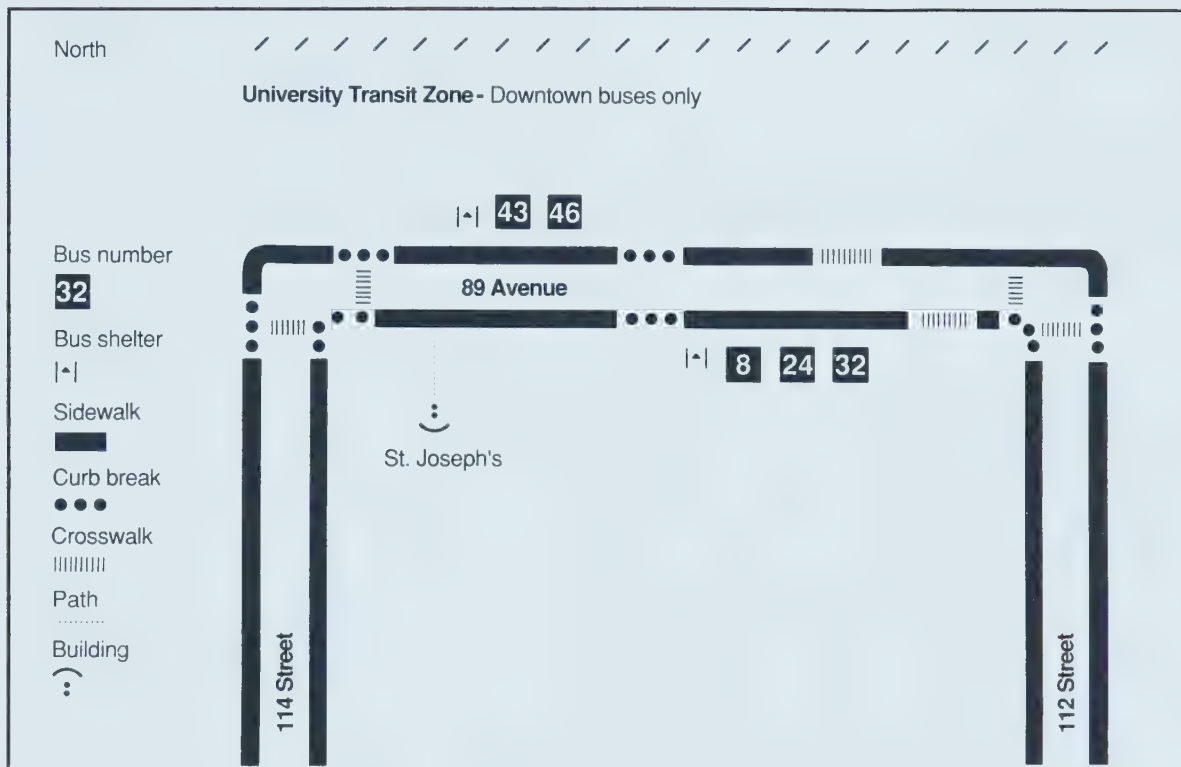 North
University Transit Zone - Downtown buses only
43 46
Bus number
32
89 Avenue
Bus shelter
8 24 32
Sidewalk
St. Joseph's
Curb break
Crosswalk
Path
Building
114 Street
112 Street